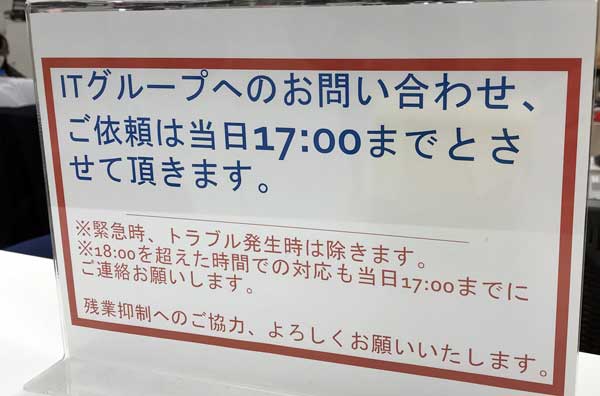 ITグループへのお問い合わせ、
ご依頼は当日17:00までとさ
せて頂きます。
※緊急時、トラブル発生時は除きます。
※18:00を超えた時間での対応も当日17:00までに
ご連絡お願いします。
残業抑制へのご協力、よろしくお願いいたします。